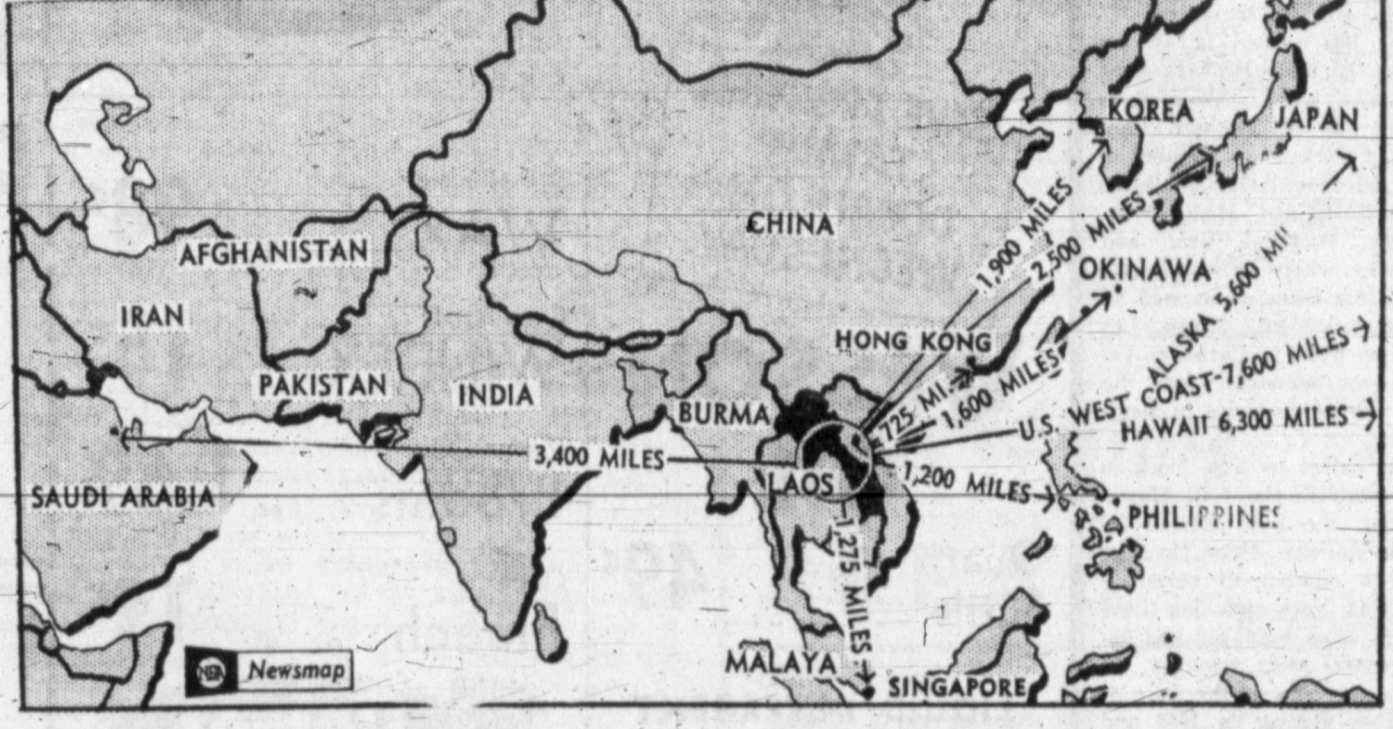 KOREA
JAPAN
CHINA
AFGHANISTAN
1,900 MILES
2,500 MILES
OKINAWA
IRAN
ALASKA 5,600 MI
HONG KONG
PAKISTAN
INDIA
BURMA
725 MI.
1,600 MILES
U.S. WEST COAST-7,600 MILES
HAWAII 6,300 MILES
3,400 MILES
LAOS
1,200 MILES
SAUDI ARABIA
PHILIPPINES
1,275 MILES
MALAYA
SINGAPORE
NEA Newsmap